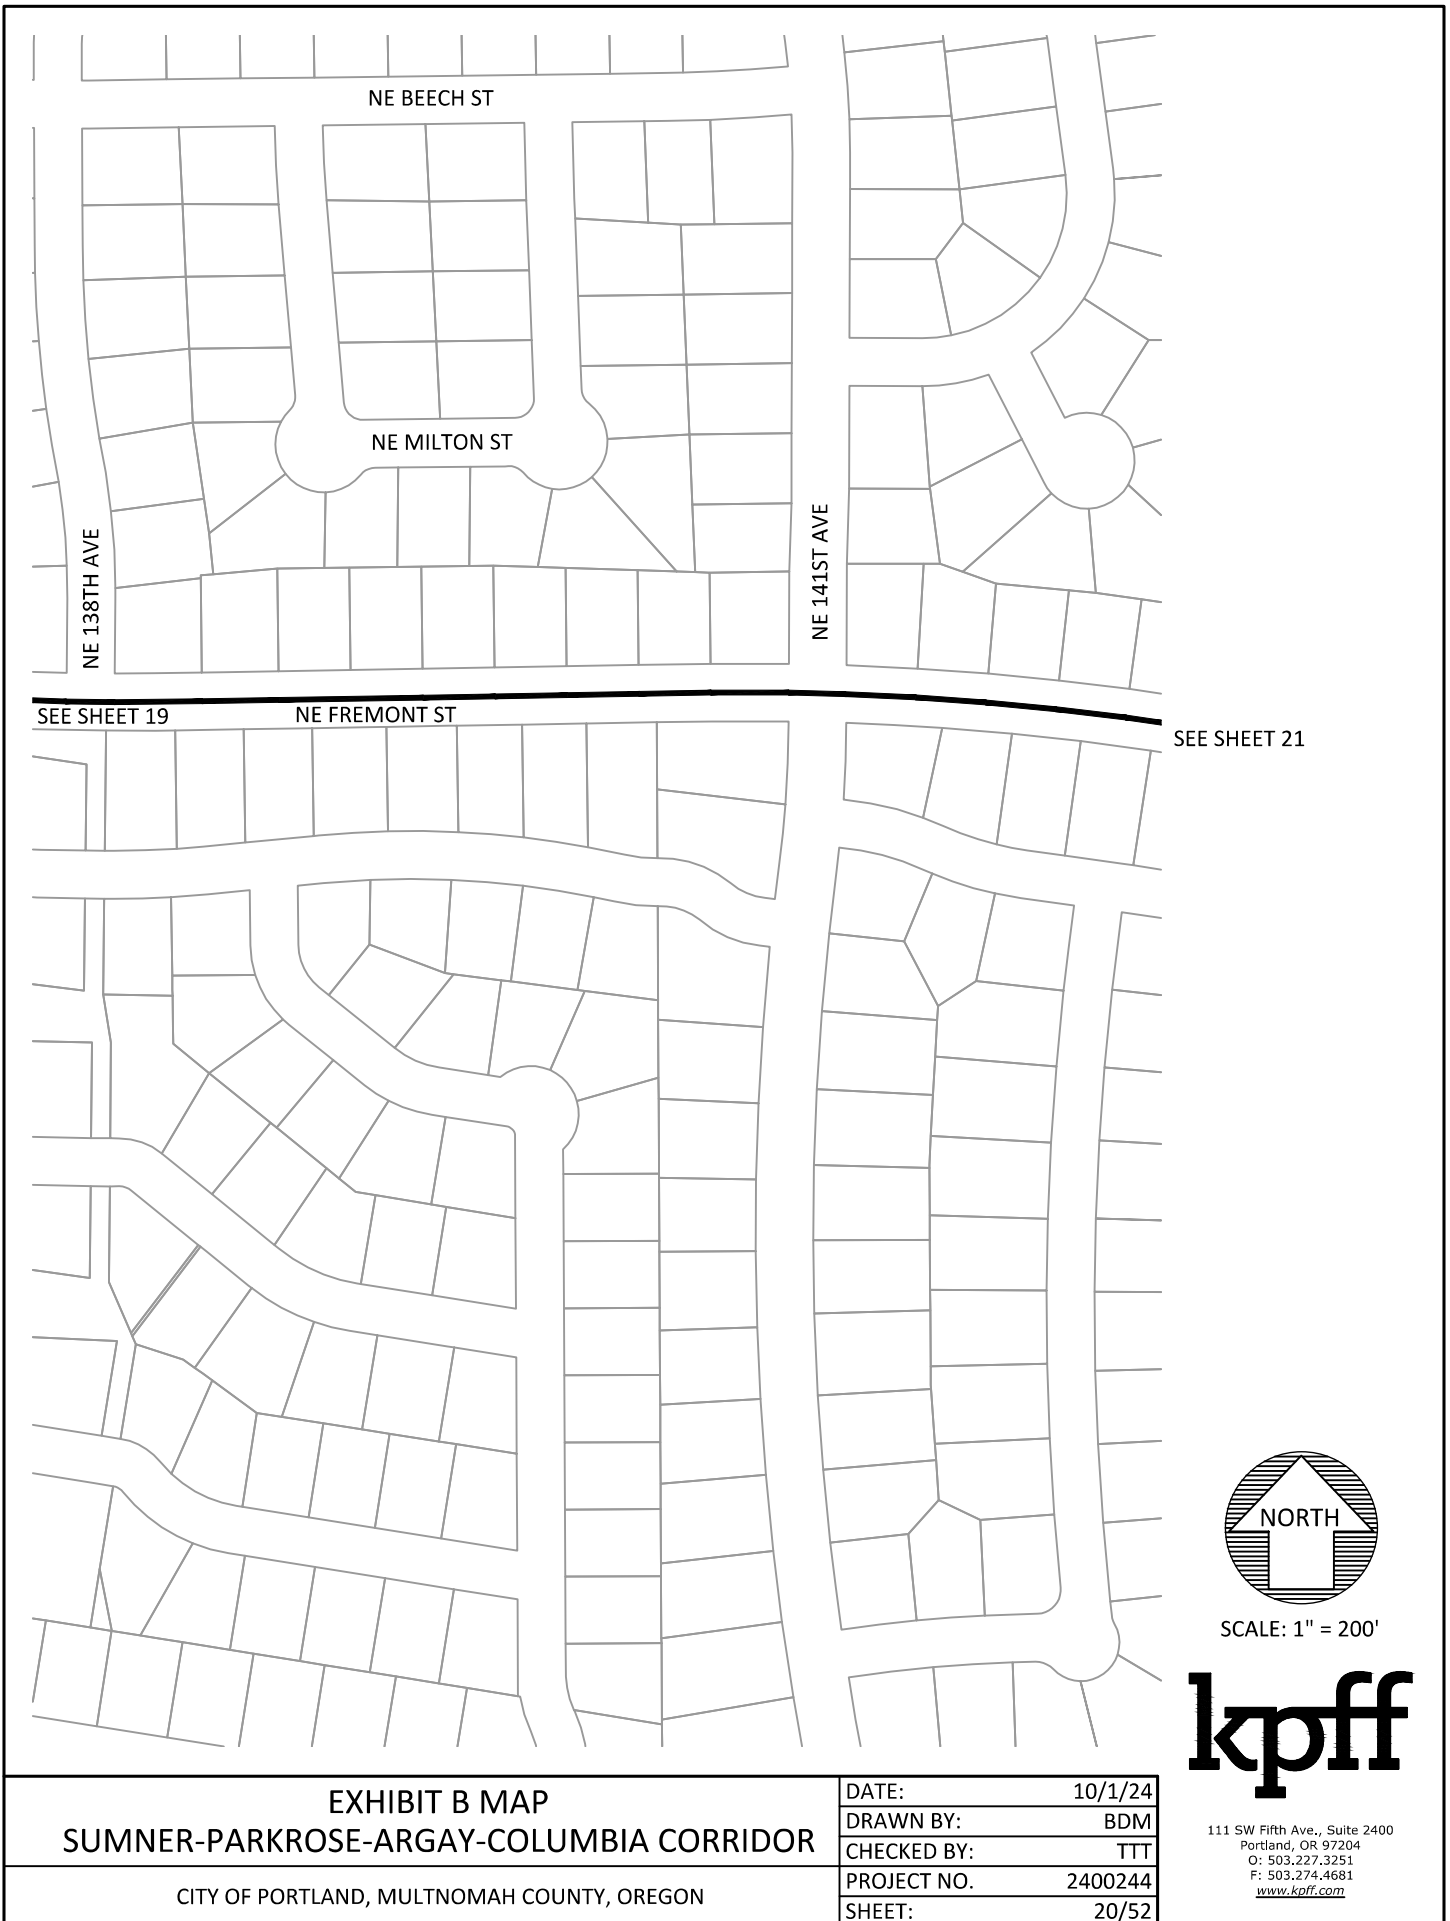 NE BEECH ST
NE MILTON ST
NE 138TH AVE
NE 141ST AVE
SEE SHEET 19
NE FREMONT ST
SEE SHEET 21
NORTH
SCALE: 1" = 200'
kpff
111 SW Fifth Ave., Suite 2400
Portland, OR 97204
O: 503.227.3251
F: 503.274.4681
www.kpff.com
EXHIBIT B MAP
SUMNER-PARKROSE-ARGAY-COLUMBIA CORRIDOR
CITY OF PORTLAND, MULTNOMAH COUNTY, OREGON
DATE: 10/1/24
DRAWN BY: BDM
CHECKED BY: TTT
PROJECT NO. 2400244
SHEET: 20/52